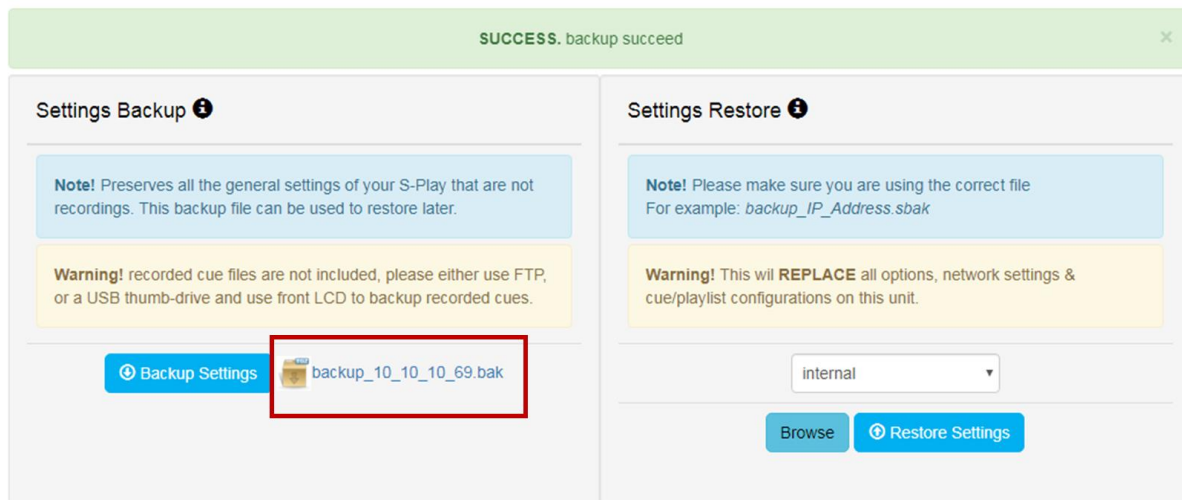 SUCCESS. backup succeed ×
Settings Backup
Note! Preserves all the general settings of your S-Play that are not
recordings. This backup file can be used to restore later.
Warning! recorded cue files are not included, please either use FTP,
or a USB thumb-drive and use front LCD to backup recorded cues.
Backup Settings
backup_10_10_10_69.bak
Settings Restore
Note! Please make sure you are using the correct file
For example: backup_IP_Address.sbak
Warning! This wil REPLACE all options, network settings &
cue/playlist configurations on this unit.
internal
Browse
Restore Settings